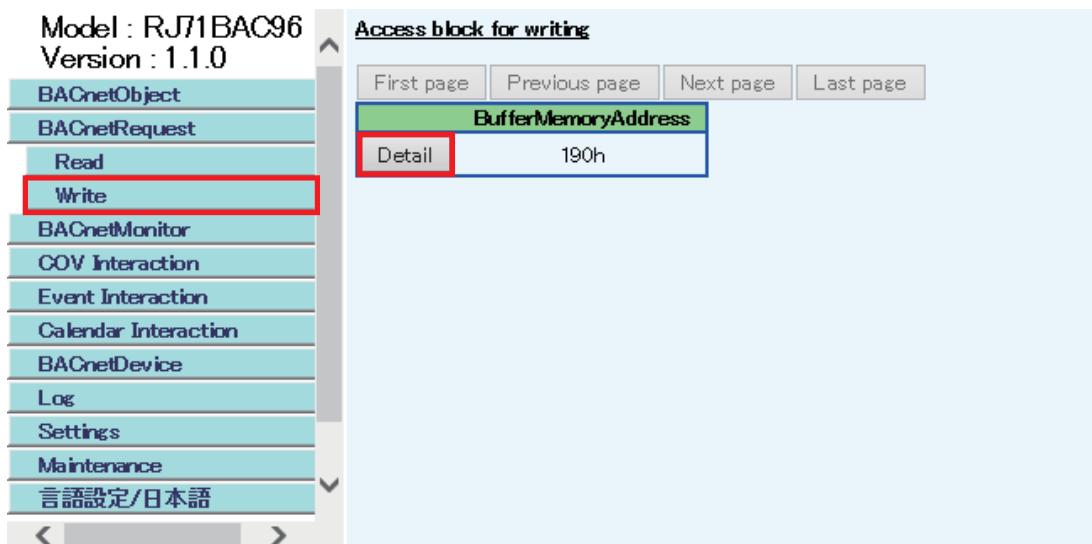 Model : RJ71BAC96
Version : 1.1.0
BACnetObject
BACnetRequest
Read
Write
BACnetMonitor
COV Interaction
Event Interaction
Calendar Interaction
BACnetDevice
Log
Settings
Maintenance
言語設定/日本語
Access block for writing
First page Previous page Next page Last page
BufferMemoryAddress
Detail 190h